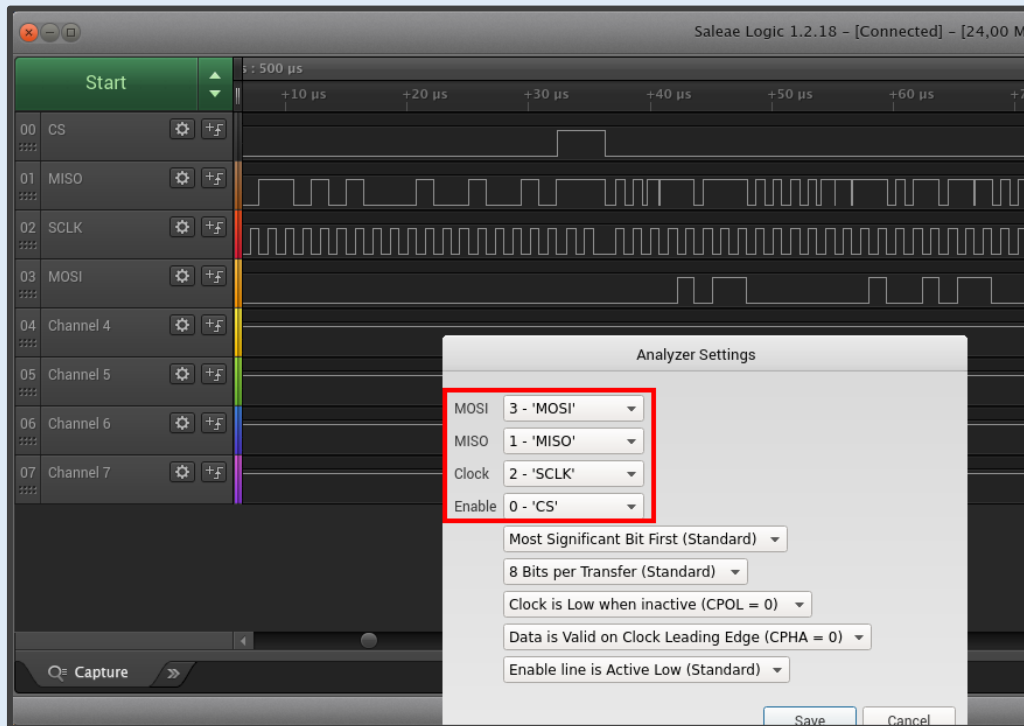 Saleae Logic 1.2.18 – [Connected] – [24,00 M
Start
s : 500 µs
+10 µs
+20 µs
+30 µs
+40 µs
+50 µs
+60 µs
+7
00 CS
01 MISO
02 SCLK
03 MOSI
04 Channel 4
05 Channel 5
06 Channel 6
07 Channel 7
Analyzer Settings
MOSI 3 - 'MOSI'
MISO 1 - 'MISO'
Clock 2 - 'SCLK'
Enable 0 - 'CS'
Most Significant Bit First (Standard)
8 Bits per Transfer (Standard)
Clock is Low when inactive (CPOL = 0)
Data is Valid on Clock Leading Edge (CPHA = 0)
Enable line is Active Low (Standard)
Capture
Save
Cancel